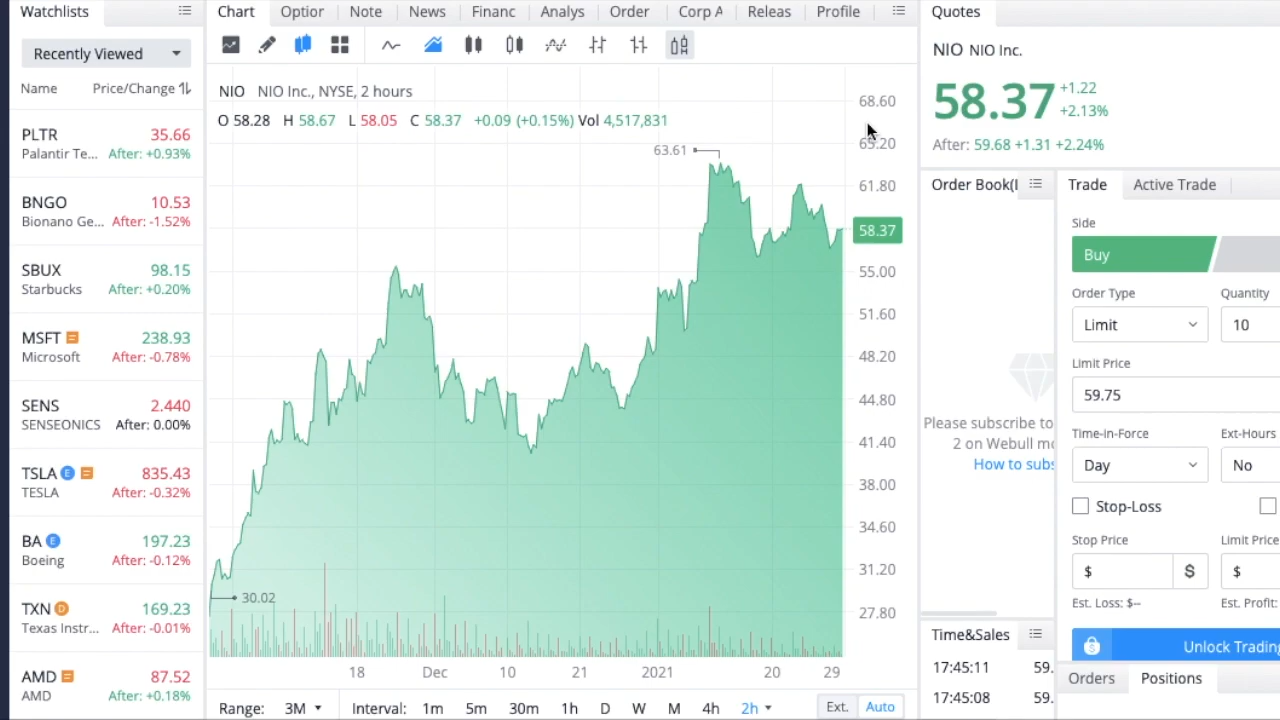 Watchlists
Recently Viewed
Name Price/Change
PLTR 35.66
Palantir Te... After: +0.93%
BNGO 10.53
Bionano Ge... After: -1.52%
SBUX 98.15
Starbucks After: +0.20%
MSFT 238.93
Microsoft After: -0.78%
SENS 2.440
SENSEONICS After: 0.00%
TSLA E 835.43
TESLA After: -0.32%
BA E 197.23
Boeing After: -0.12%
TXN D 169.23
Texas Instr... After: -0.01%
AMD 87.52
AMD After: +0.18%
Chart Optior Note News Financ Analys Order Corp A Releas Profile
NIO NIO Inc., NYSE, 2 hours
O 58.28 H 58.67 L 58.05 C 58.37 +0.09 (+0.15%) Vol 4,517,831
63.61
30.02
68.60
65.20
61.80
58.37
55.00
51.60
48.20
44.80
41.40
38.00
34.60
31.20
27.80
18 Dec 10 21 2021 20 29
Range: 3M Interval: 1m 5m 30m 1h D W M 4h 2h Ext. Auto
Quotes
NIO NIO Inc.
58.37 +1.22
+2.13%
After: 59.68 +1.31 +2.24%
Order Book(
Please subscribe to
2 on Webull mo
How to subs
Time&Sales
17:45:11 59.
17:45:08 59.
Trade Active Trade
Side
Buy
Order Type Quantity
Limit 10
Limit Price
59.75
Time-in-Force Ext-Hours
Day No
Stop-Loss
Stop Price Limit Price
$ $ $
Est. Loss: $-- Est. Profit:
Unlock Trading
Orders Positions